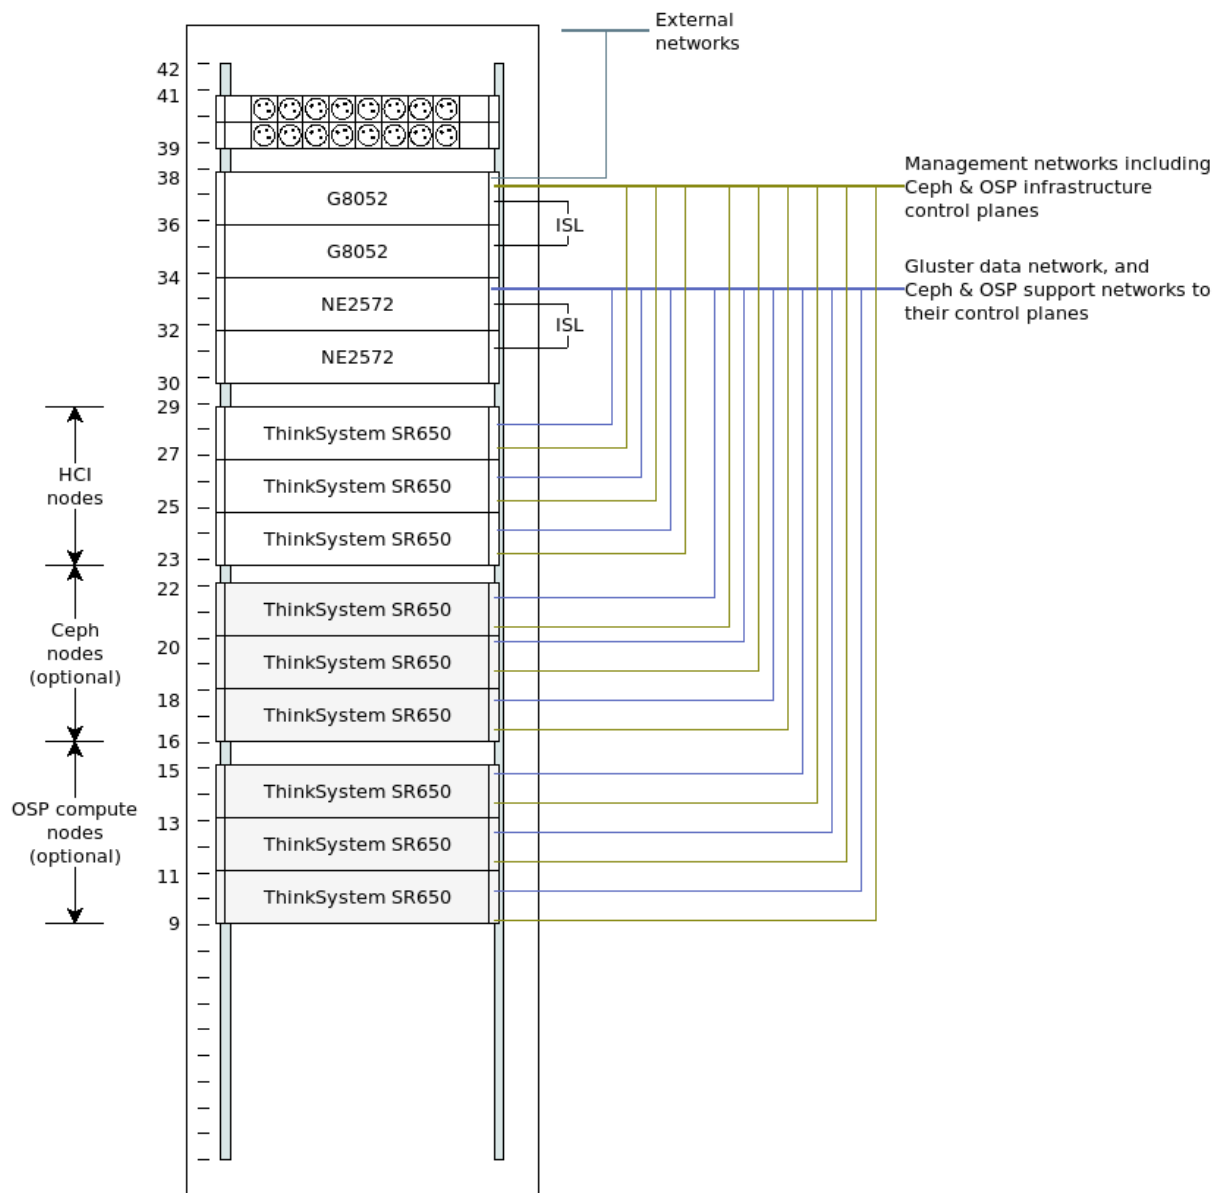 External
networks
42
41
39
38
G8052
36
ISL
G8052
34
NE2572
32
ISL
NE2572
30
Management networks including
Ceph & OSP infrastructure
control planes
Gluster data network, and
Ceph & OSP support networks to
their control planes
29
ThinkSystem SR650
27
HCI
nodes
ThinkSystem SR650
25
ThinkSystem SR650
23
22
ThinkSystem SR650
Ceph
nodes
(optional)
20
ThinkSystem SR650
18
ThinkSystem SR650
16
15
ThinkSystem SR650
OSP compute
nodes
(optional)
13
ThinkSystem SR650
11
ThinkSystem SR650
9